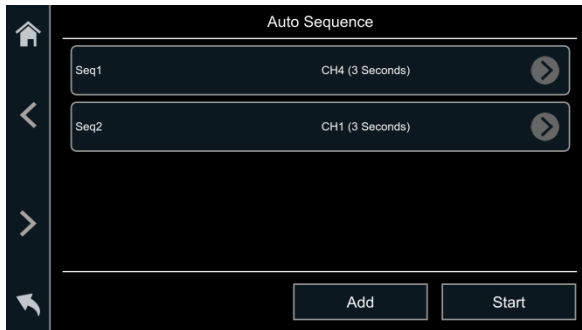 Auto Sequence
Seq1 CH4 (3 Seconds)
Seq2 CH1 (3 Seconds)
Add Start